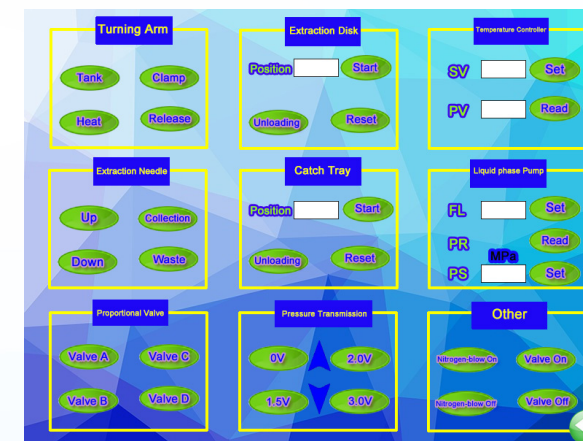 Turning Arm
Tank Clamp
Heat Release
Extraction Disk
Position Start
Unloading Reset
Temperature Controller
SV Set
PV Read
Extraction Needle
Up Collection
Down Waste
Catch Tray
Position Start
Unloading Reset
Liquid phase Pump
FL Set
PR Read
MPa
PS Set
Proportional Valve
Valve A Valve C
Valve B Valve D
Pressure Transmission
0V 2.0V
1.5V 3.0V
Other
Nitrogen-blow On Valve On
Nitrogen-blow Off Valve Off